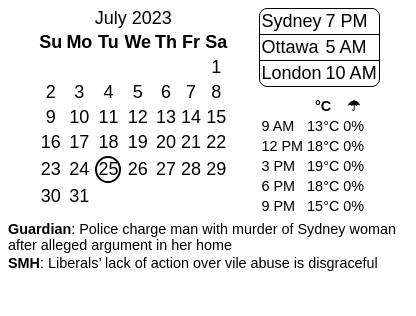 July 2023
Su Mo Tu We Th Fr Sa
1
2 3 4 5 6 7 8
9 10 11 12 13 14 15
16 17 18 19 20 21 22
23 24 25 26 27 28 29
30 31
Sydney 7 PM
Ottawa 5 AM
London 10 AM
°C ☂
9 AM 13°C 0%
12 PM 18°C 0%
3 PM 19°C 0%
6 PM 18°C 0%
9 PM 15°C 0%
Guardian: Police charge man with murder of Sydney woman
after alleged argument in her home
SMH: Liberals’ lack of action over vile abuse is disgraceful